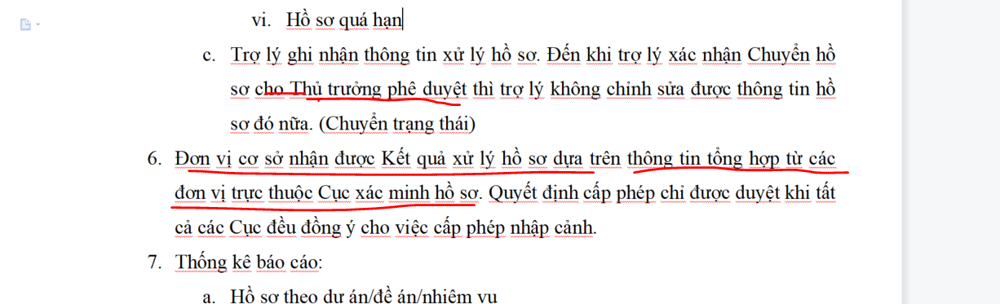 vi. Hồ sơ quá hạn
c. Trợ lý ghi nhận thông tin xử lý hồ sơ. Đến khi trợ lý xác nhận Chuyển hồ
sơ cho Thủ trưởng phê duyệt thì trợ lý không chỉnh sửa được thông tin hồ
sơ đó nữa. (Chuyển trạng thái)
6. Đơn vị cơ sở nhận được Kết quả xử lý hồ sơ dựa trên thông tin tổng hợp từ các
đơn vị trực thuộc Cục xác minh hồ sơ. Quyết định cấp phép chỉ được duyệt khi tất
cả các Cục đều đồng ý cho việc cấp phép nhập cảnh.
7. Thống kê báo cáo:
a. Hồ sơ theo dự án/đề án/nhiệm vụ